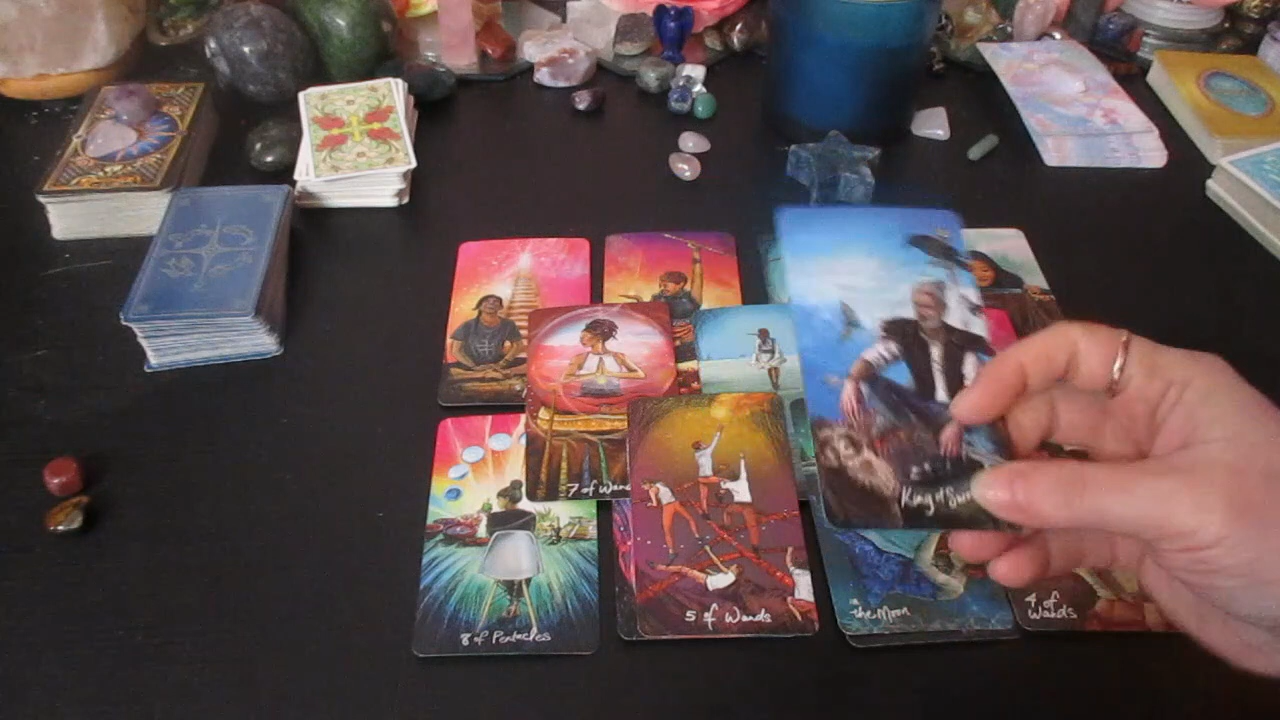 7 of Wands
King of Swords
5 of Wands
8 of Pentacles
the Moon
4 of
Wands